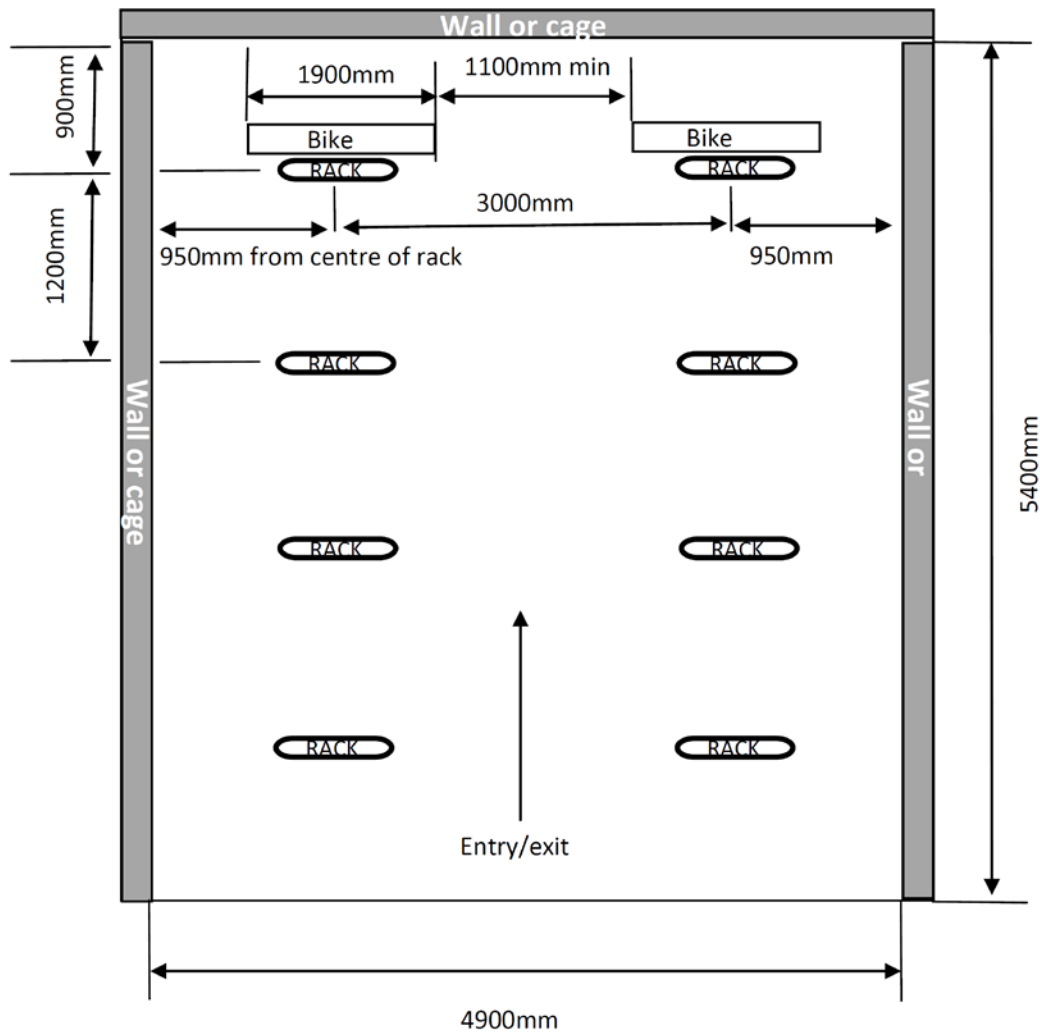 Wall or cage
1900mm
1100mm min
900mm
Bike
Bike
RACK
RACK
3000mm
1200mm
950mm from centre of rack
950mm
RACK
RACK
Wall or cage
Wall or
5400mm
RACK
RACK
RACK
RACK
Entry/exit
4900mm